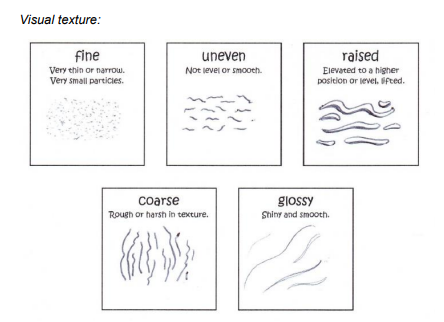 Visual texture:
fine
Very thin or narrow.
Very small particles.
uneven
Not level or smooth.
raised
Elevated to a higher
position or level, lifted.
coarse
Rough or harsh in texture.
glossy
Shiny and smooth.